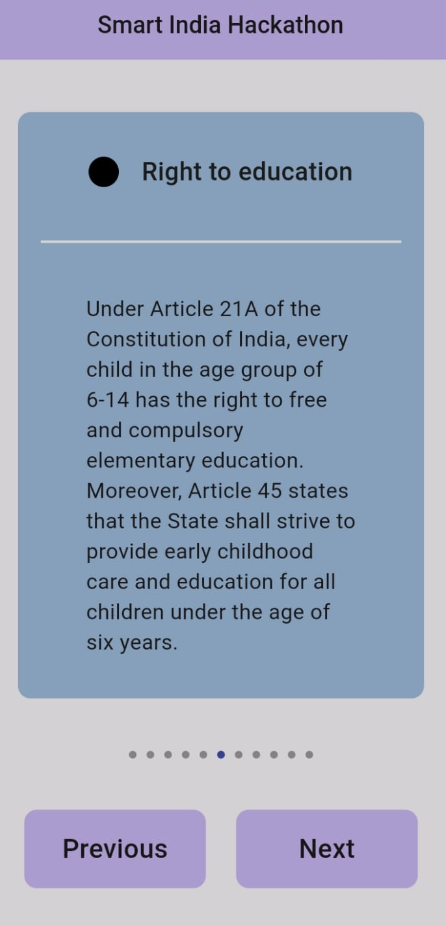 Smart India Hackathon
Right to education
Under Article 21A of the
Constitution of India, every
child in the age group of
6-14 has the right to free
and compulsory
elementary education.
Moreover, Article 45 states
that the State shall strive to
provide early childhood
care and education for all
children under the age of
six years.
Previous
Next